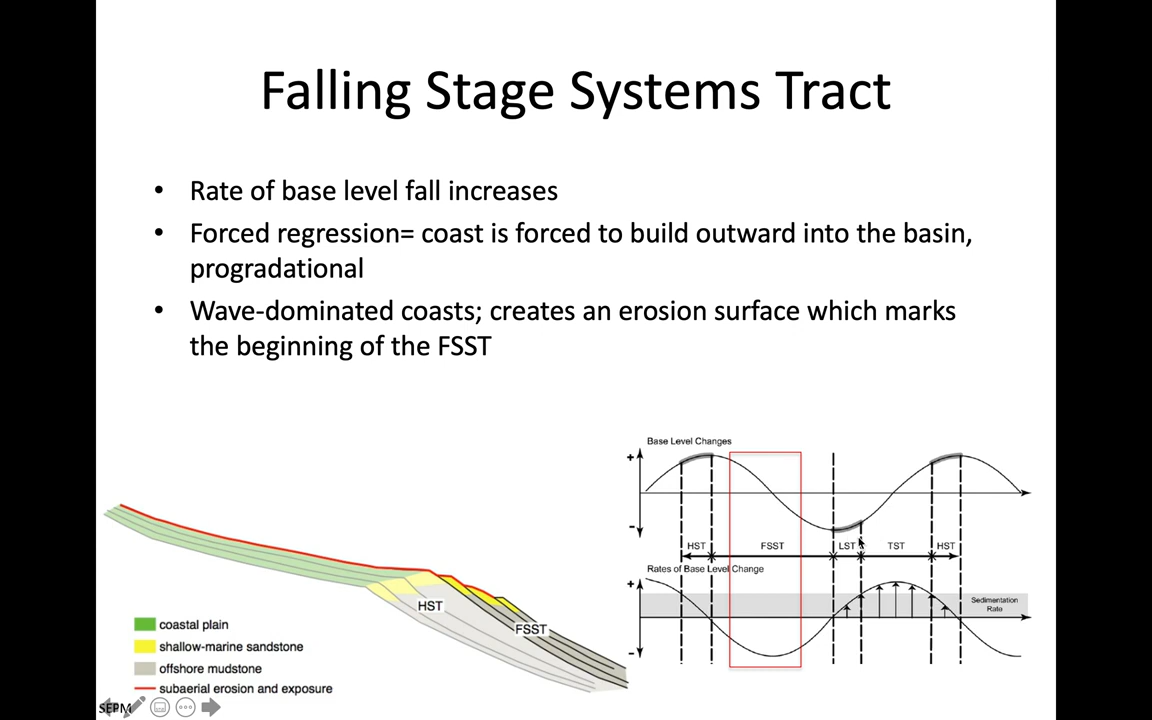 Falling Stage Systems Tract
• Rate of base level fall increases
• Forced regression= coast is forced to build outward into the basin,
progradational
• Wave-dominated coasts; creates an erosion surface which marks
the beginning of the FSST
Base Level Changes
+
-
HST
FSST
LST
TST
HST
Rates of Base Level Change
+
-
Sedimentation
Rate
HST
FSST
coastal plain
shallow-marine sandstone
offshore mudstone
subaerial erosion and exposure
SEPM